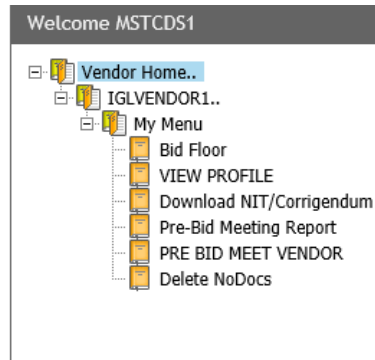 Welcome MSTCDS1
Vendor Home..
IGLVENDOR1..
My Menu
Bid Floor
VIEW PROFILE
Download NIT/Corrigendum
Pre-Bid Meeting Report
PRE BID MEET VENDOR
Delete NoDocs